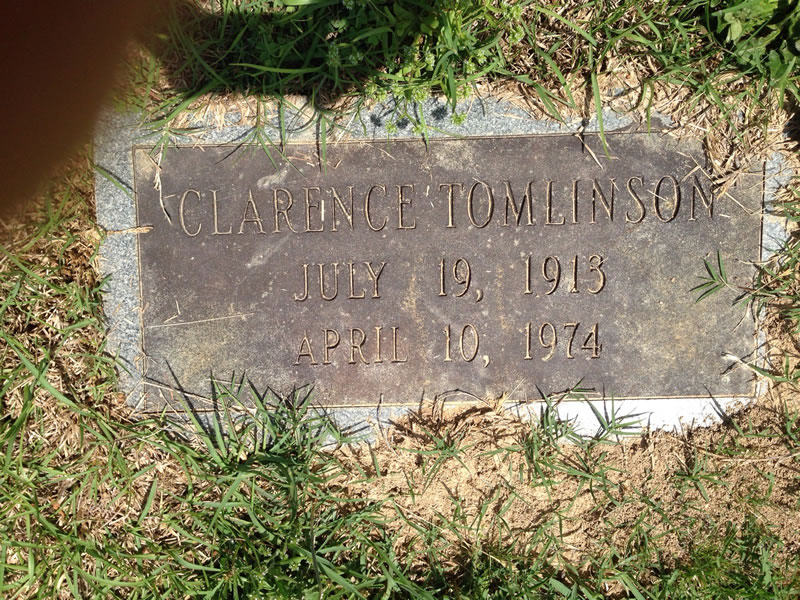 CLARENCE TOMLINSON
JULY 19, 1913
APRIL 10, 1974